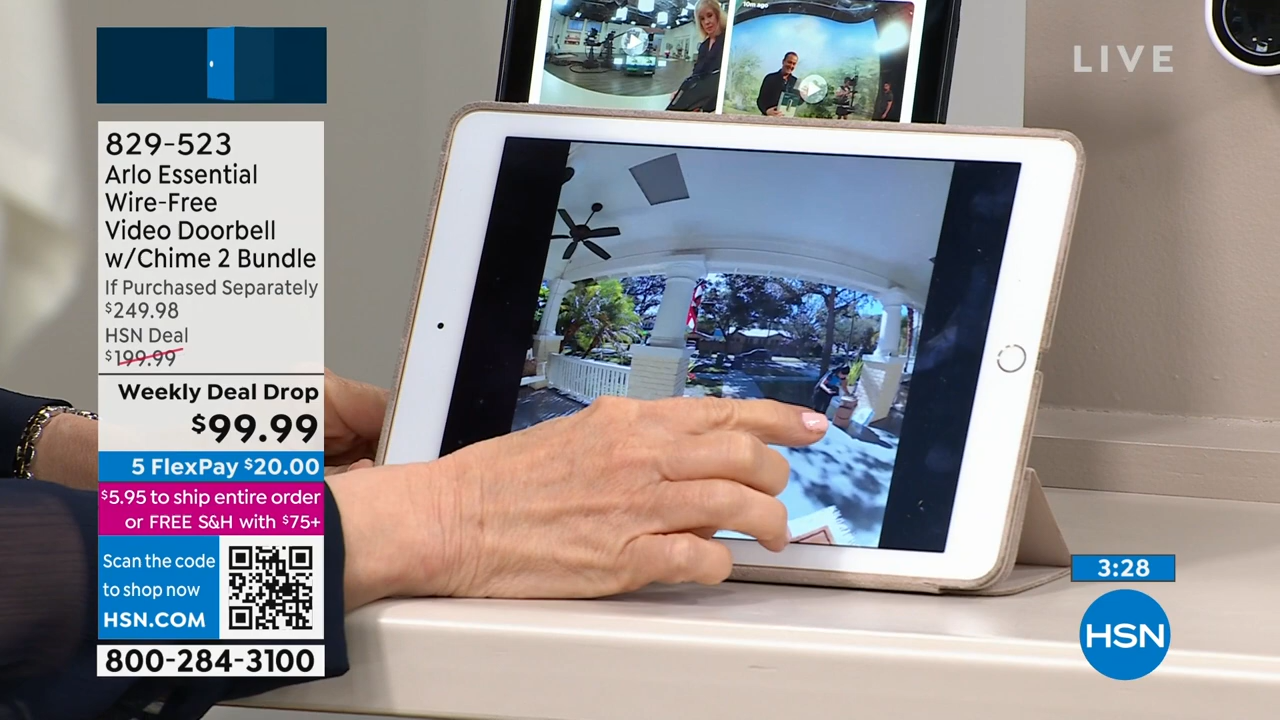 829-523
Arlo Essential
Wire-Free
Video Doorbell
w/Chime 2 Bundle
If Purchased Separately
$249.98
HSN Deal
$199.99
Weekly Deal Drop
$99.99
5 FlexPay $20.00
$5.95 to ship entire order
or FREE S&H with $75+
Scan the code
to shop now
HSN.COM
800-284-3100
10m ago
LIVE
3:28
HSN